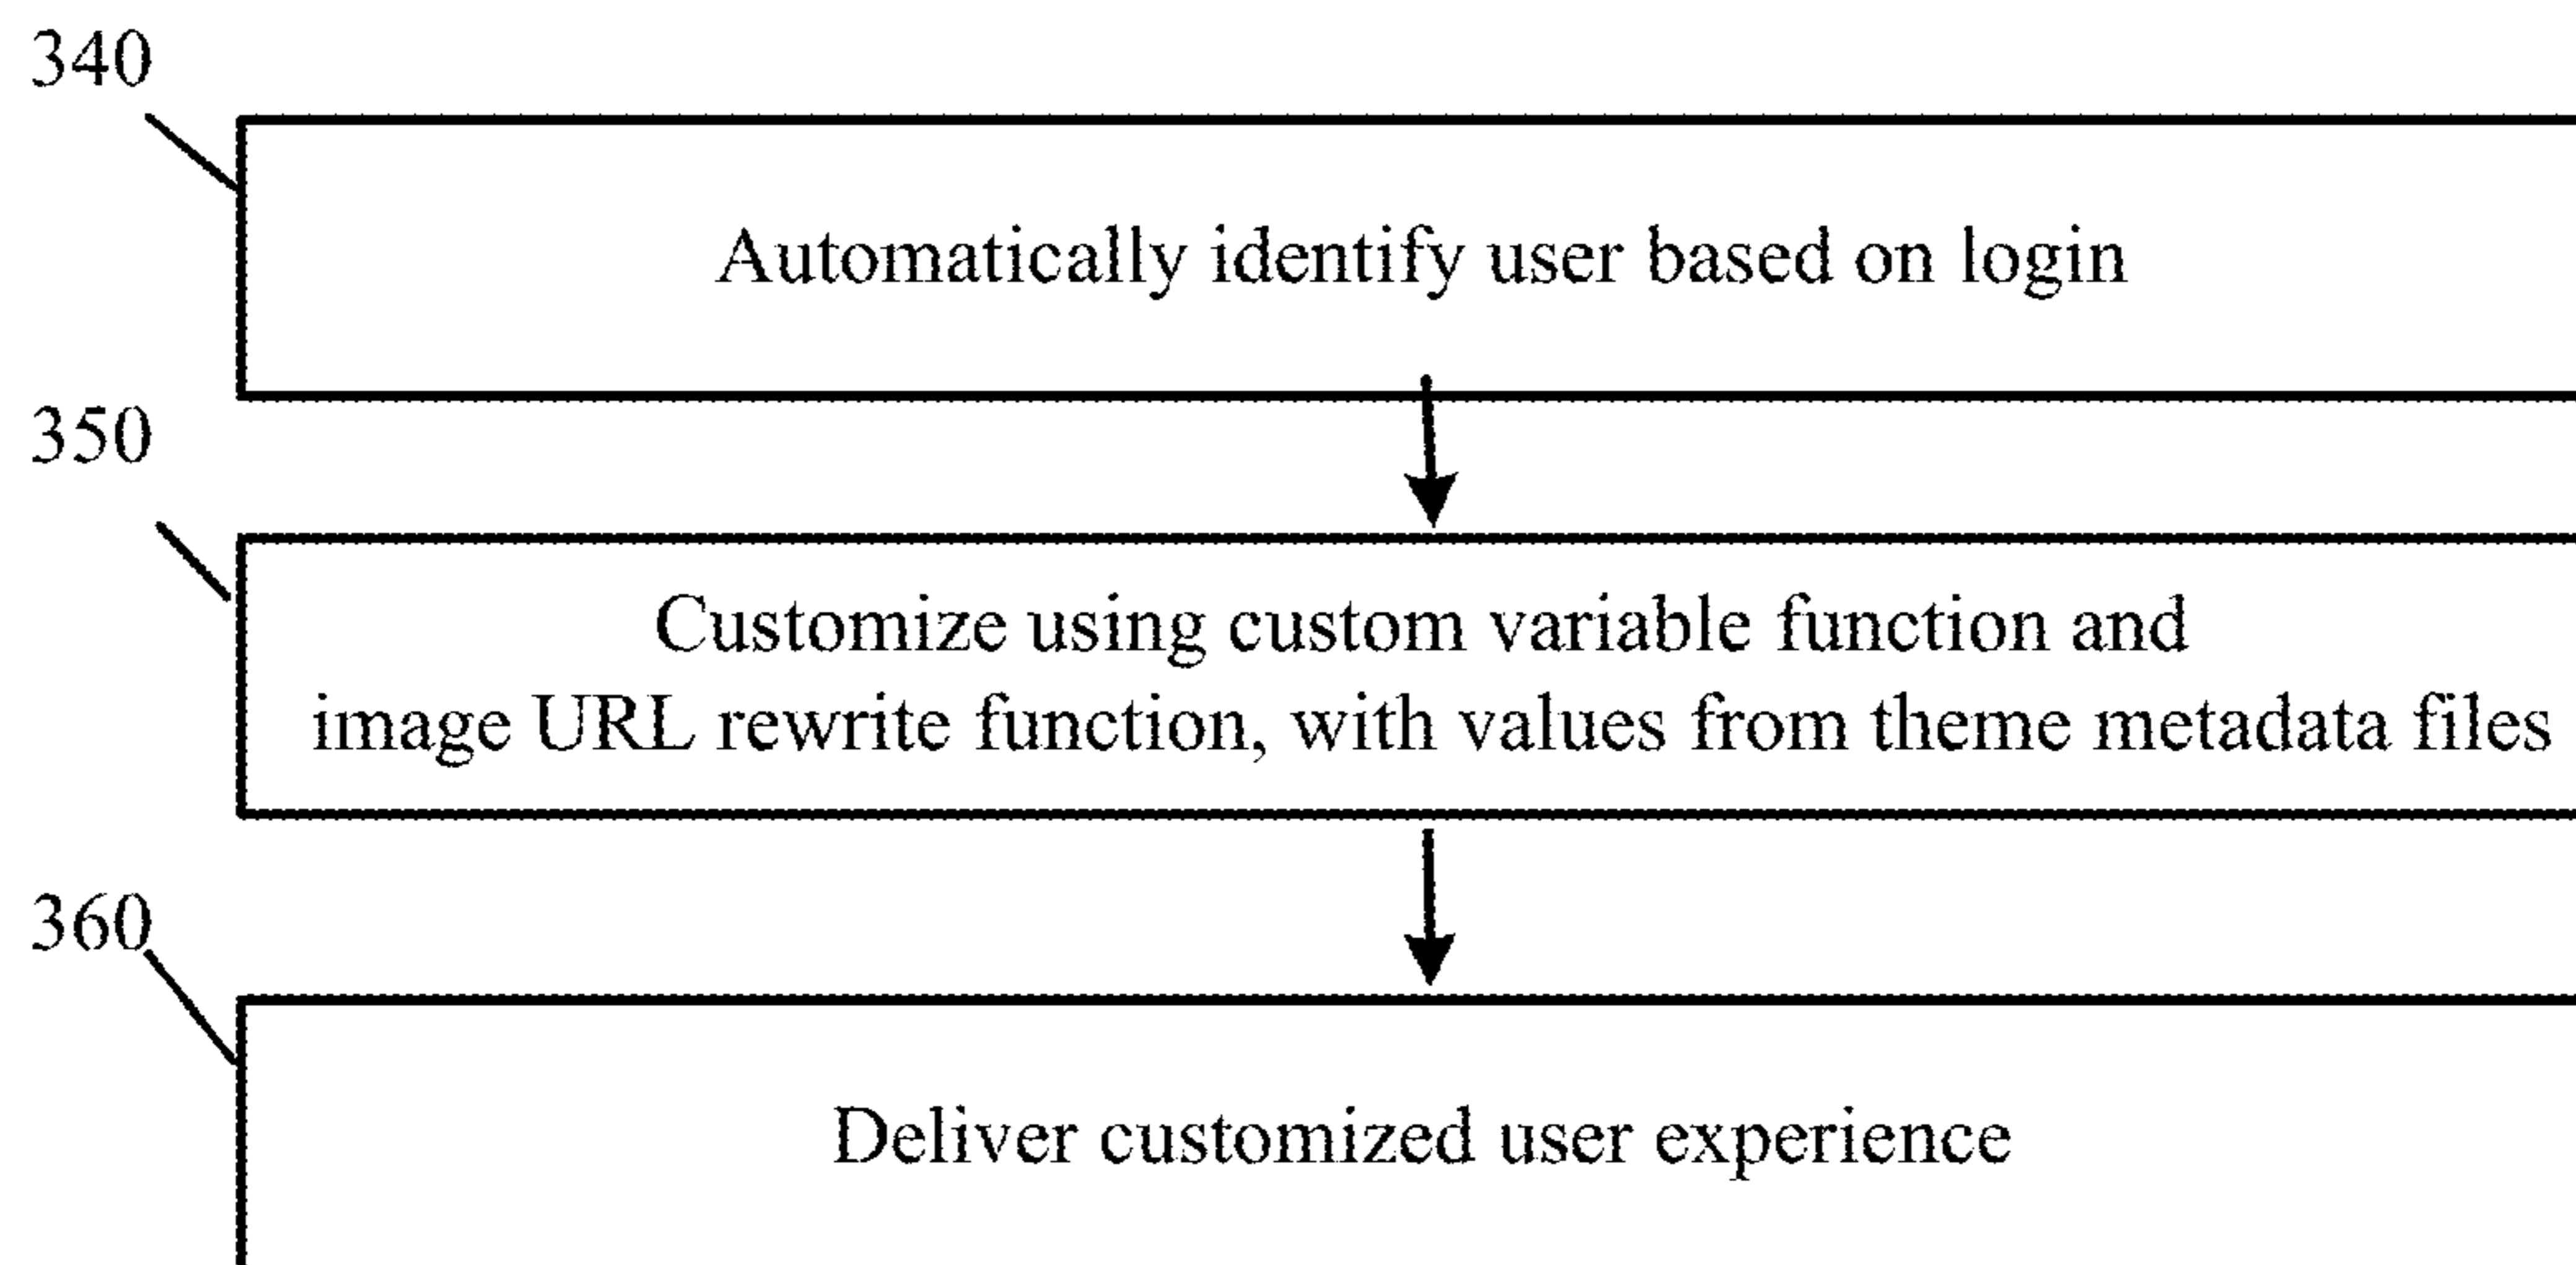 340
Automatically identify user based on login
350
Customize using custom variable function and
image URL rewrite function, with values from theme metadata files
360
Deliver customized user experience